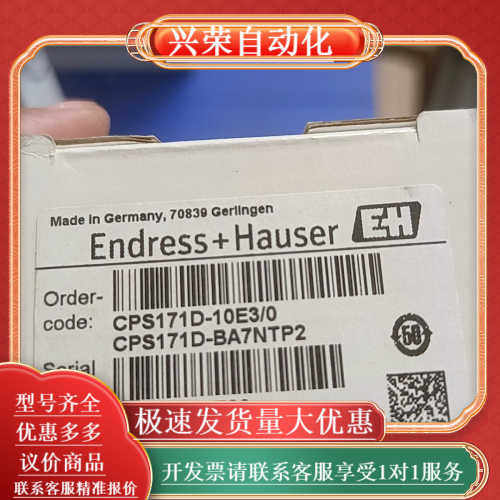 兴荣自动化
Made in Germany, 70839 Gerlingen
Endress+Hauser EH
Order-
code: CPS171D-10E3/0
CPS171D-BA7NTP2
50
Serial
型号齐全
优惠多多
议价商品
联系客服精准报价
极速发货量大优惠
开发票请联系客服享受1对1服务